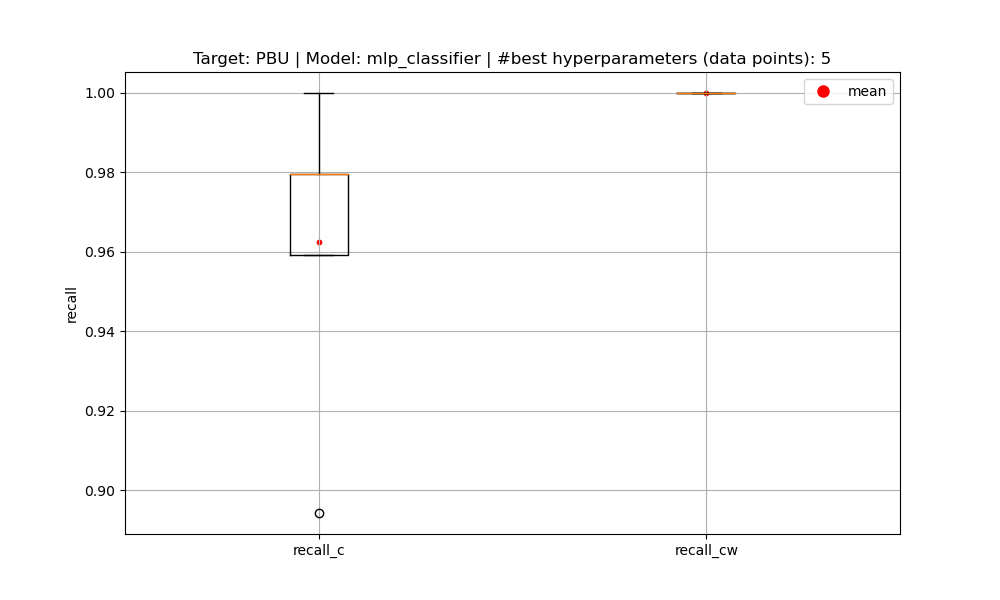 Target: PBU | Model: mlp_classifier | #best hyperparameters (data points): 5
mean
1.00
0.98
0.96
0.94
0.92
0.90
recall
recall_c
recall_cw